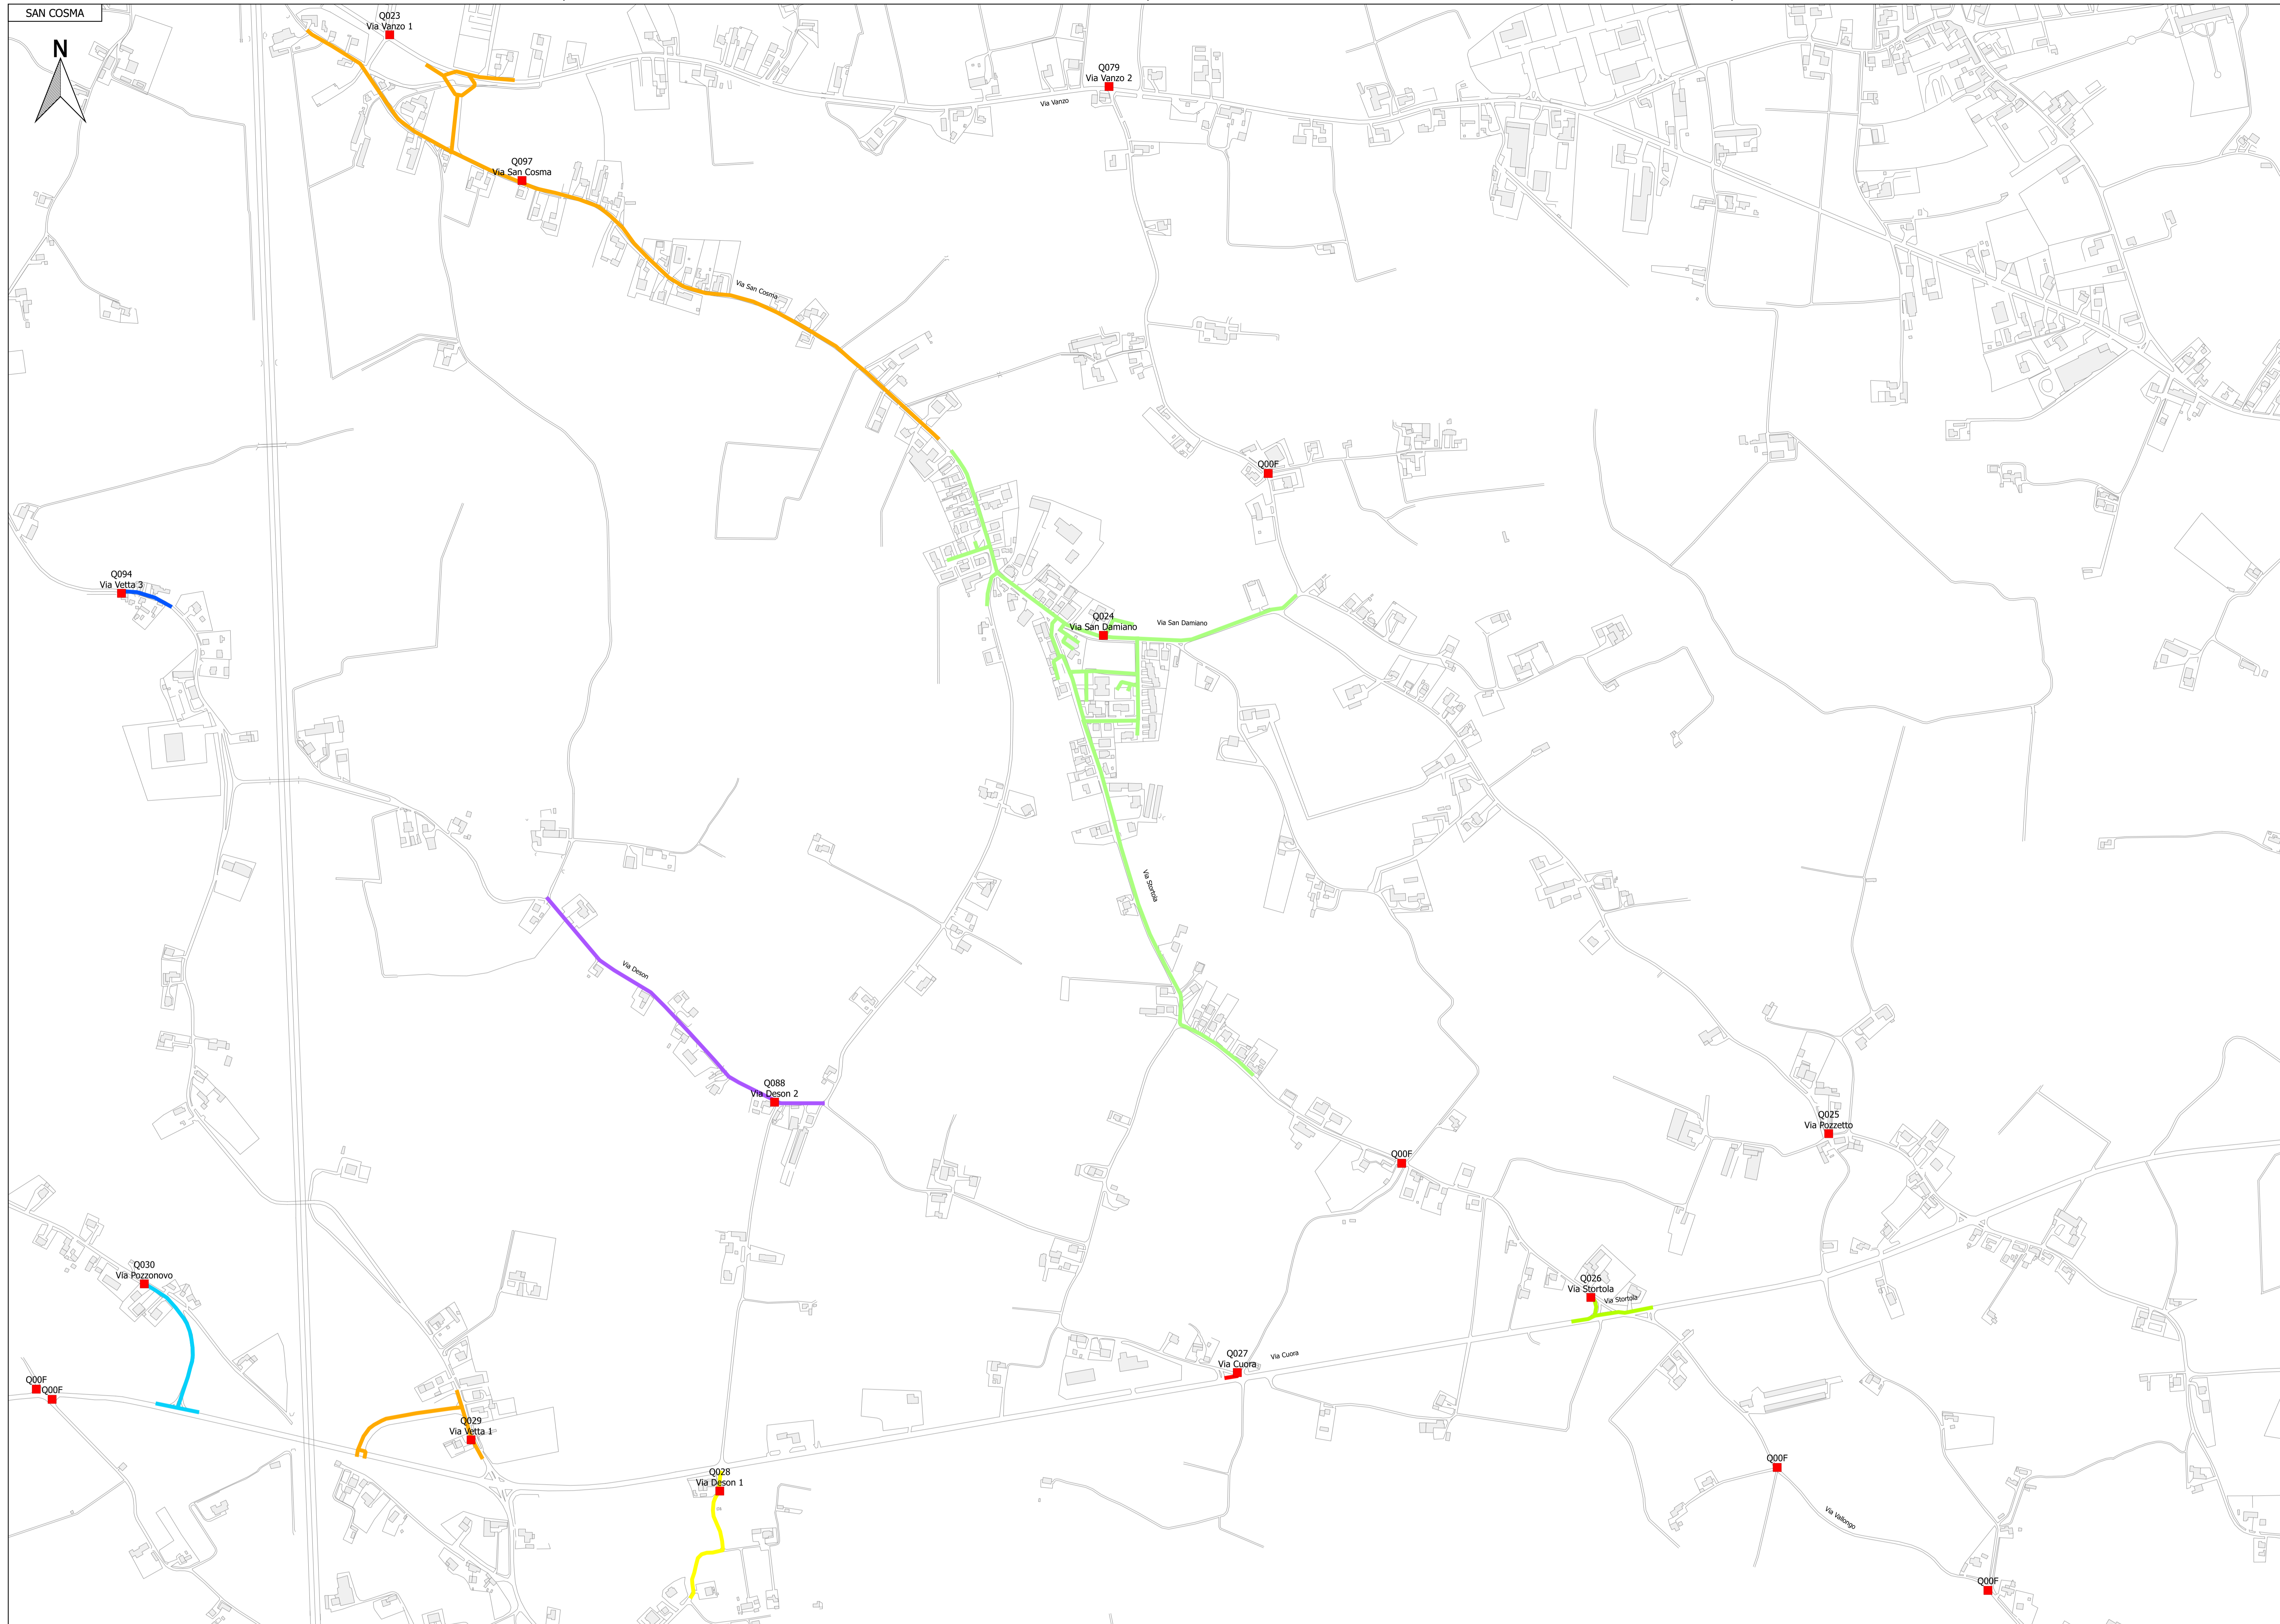 SAN COSMA
N
Q023
Via Vanzo 1
Q079
Via Vanzo 2
Via Vanzo
Q097
Via San Cosma
Via San Cosma
Q00F
Q094
Via Vetta 3
Q024
Via San Damiano
Via San Damiano
Via Stortola
Via Deson
Q088
Via Deson 2
Q025
Via Pozzetto
Q00F
Q030
Via Pozzonovo
Q026
Via Stortola
Via Stortola
Q027
Via Cuora
Via Cuora
Q00F
Q00F
Q029
Via Vetta 1
Q028
Via Deson 1
Q00F
Via Vallongo
Q00F